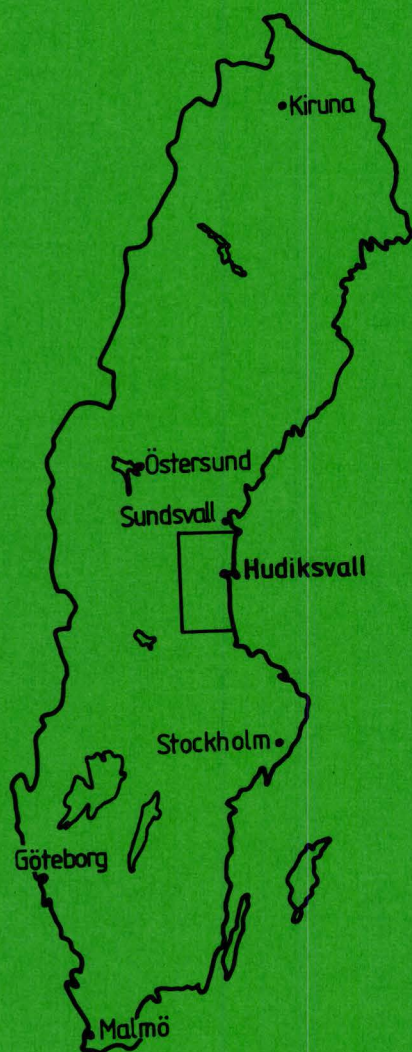 Kiruna
Östersund
Sundsvall
Hudiksvall
Stockholm
Göteborg
Malmö